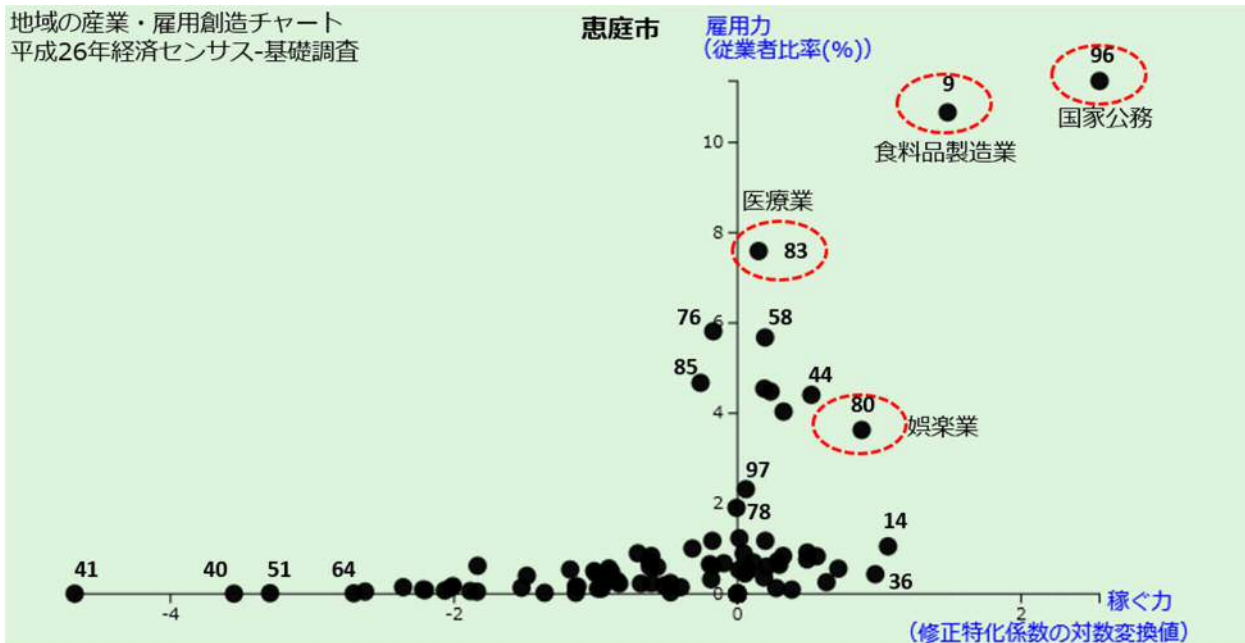 地域の産業・雇用創造チャート
平成26年経済センサス-基礎調査
恵庭市
雇用力
（従業者比率(%)）
96
9
国家公務
10
食料品製造業
医療業
8
83
76
6
58
85
44
4
80
娯楽業
97
2
78
14
41
40
51
64
36
0
-4
-2
0
2
稼ぐ力
（修正特化係数の対数変換値）